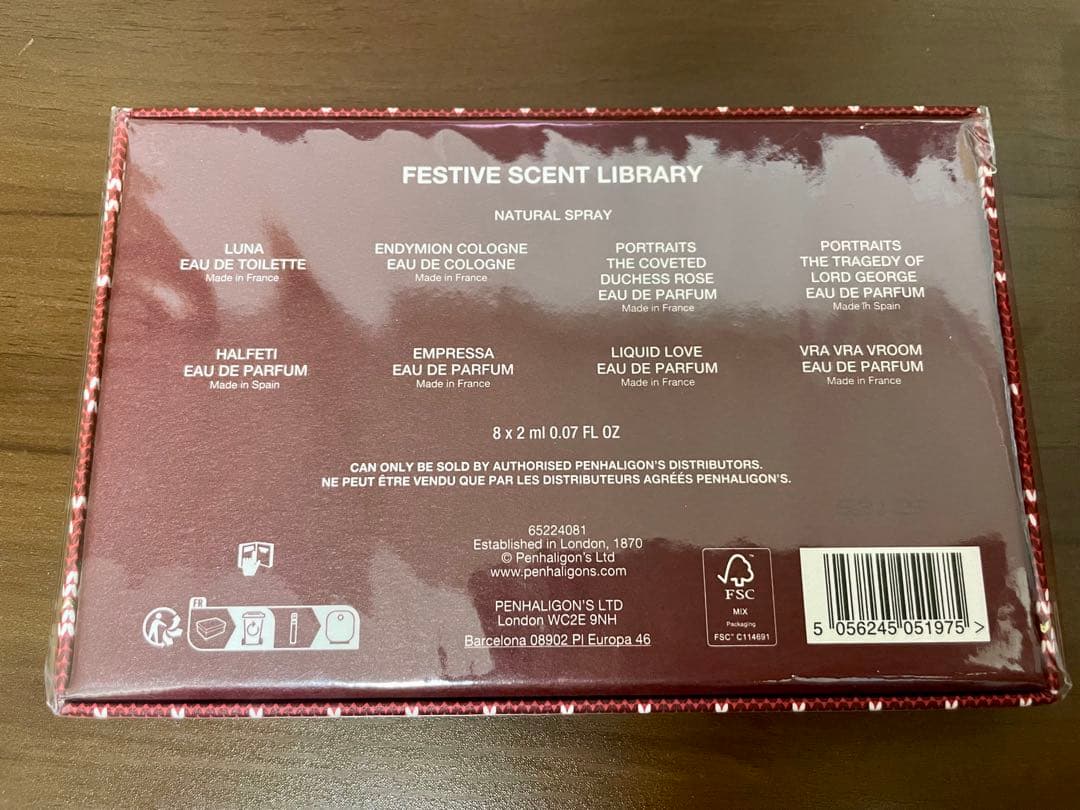 FESTIVE SCENT LIBRARY
NATURAL SPRAY
LUNA
EAU DE TOILETTE
Made in France
ENDYMION COLOGNE
EAU DE COLOGNE
Made in France
PORTRAITS
THE COVETED
DUCHESS ROSE
EAU DE PARFUM
Made in France
PORTRAITS
THE TRAGEDY OF
LORD GEORGE
EAU DE PARFUM
Made in Spain
HALFETI
EAU DE PARFUM
Made in Spain
EMPRESSA
EAU DE PARFUM
Made in France
LIQUID LOVE
EAU DE PARFUM
Made in France
VRA VRA VROOM
EAU DE PARFUM
Made in France
8 x 2 ml 0.07 FL OZ
CAN ONLY BE SOLD BY AUTHORISED PENHALIGON'S DISTRIBUTORS.
NE PEUT ÊTRE VENDU QUE PAR LES DISTRIBUTEURS AGRÉÉS PENHALIGON'S.
65224081
Established in London, 1870
© Penhaligon's Ltd
www.penhaligons.com
PENHALIGON'S LTD
London WC2E 9NH
Barcelona 08902 Pl Europa 46
FR
FSC
MIX
Packaging
FSC™ C114691
5 056245 051975 >